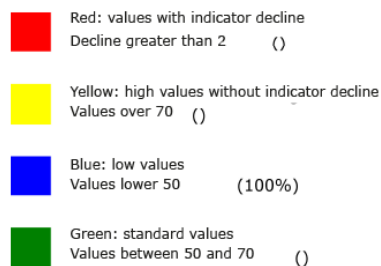 Red: values with indicator decline
Decline greater than 2 ()
Yellow: high values without indicator decline
Values over 70 ()
Blue: low values
Values lower 50 (100%)
Green: standard values
Values between 50 and 70 ()